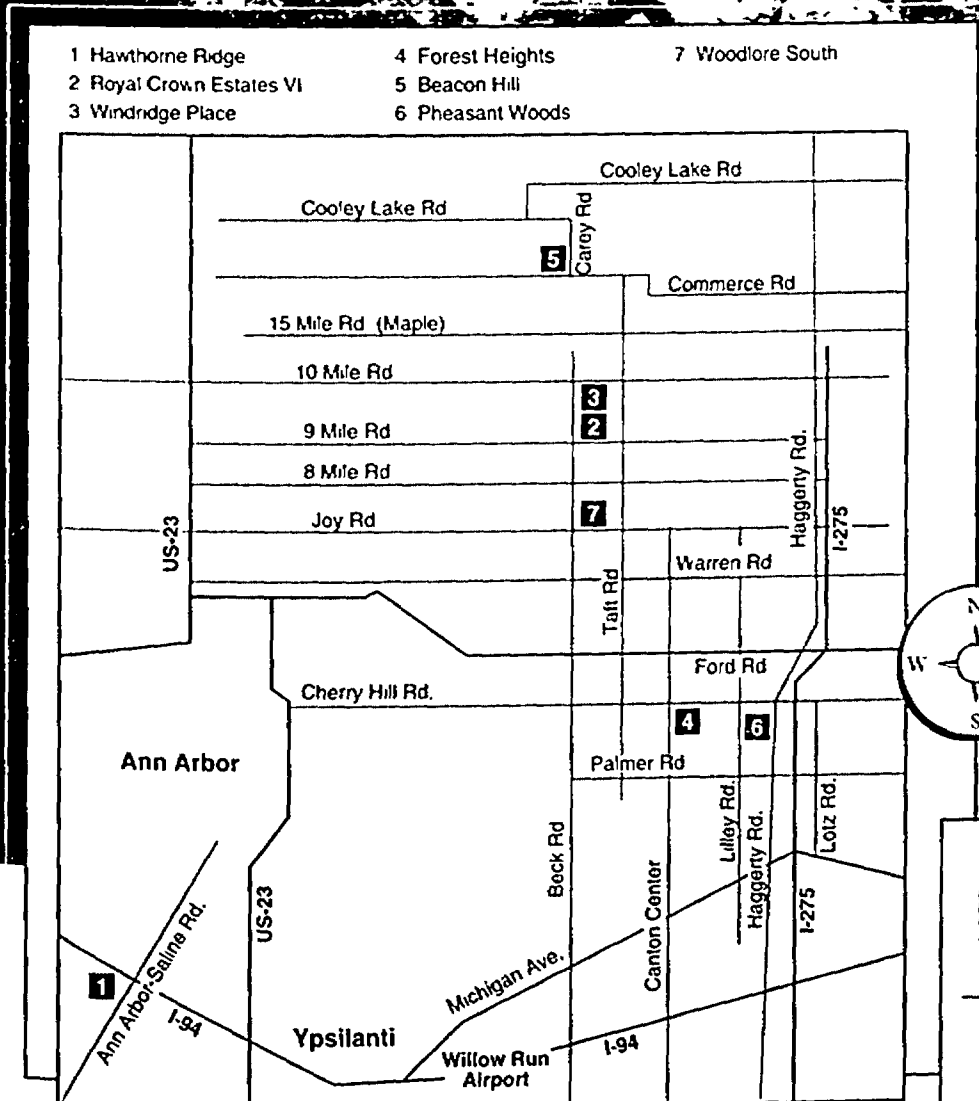 1 Hawthorne Ridge
2 Royal Crown Estates VI
3 Windridge Place
4 Forest Heights
5 Beacon Hill
6 Pheasant Woods
7 Woodlore South
Cooley Lake Rd
Cooley Lake Rd
Carey Rd
5
Commerce Rd
15 Mile Rd (Maple)
10 Mile Rd
3
9 Mile Rd
2
8 Mile Rd
Haggerty Rd.
Joy Rd
7
I-275
US-23
Warren Rd
Taft Rd
N
W
S
Ford Rd
Cherry Hill Rd.
4
6
Ann Arbor
Palmer Rd
Beck Rd
Lilley Rd.
Haggerty Rd.
Lotz Rd.
US-23
Canton Center
I-275
Ann Arbor-Saline Rd.
1
Michigan Ave.
I-94
Ypsilanti
Willow Run
Airport
I-94